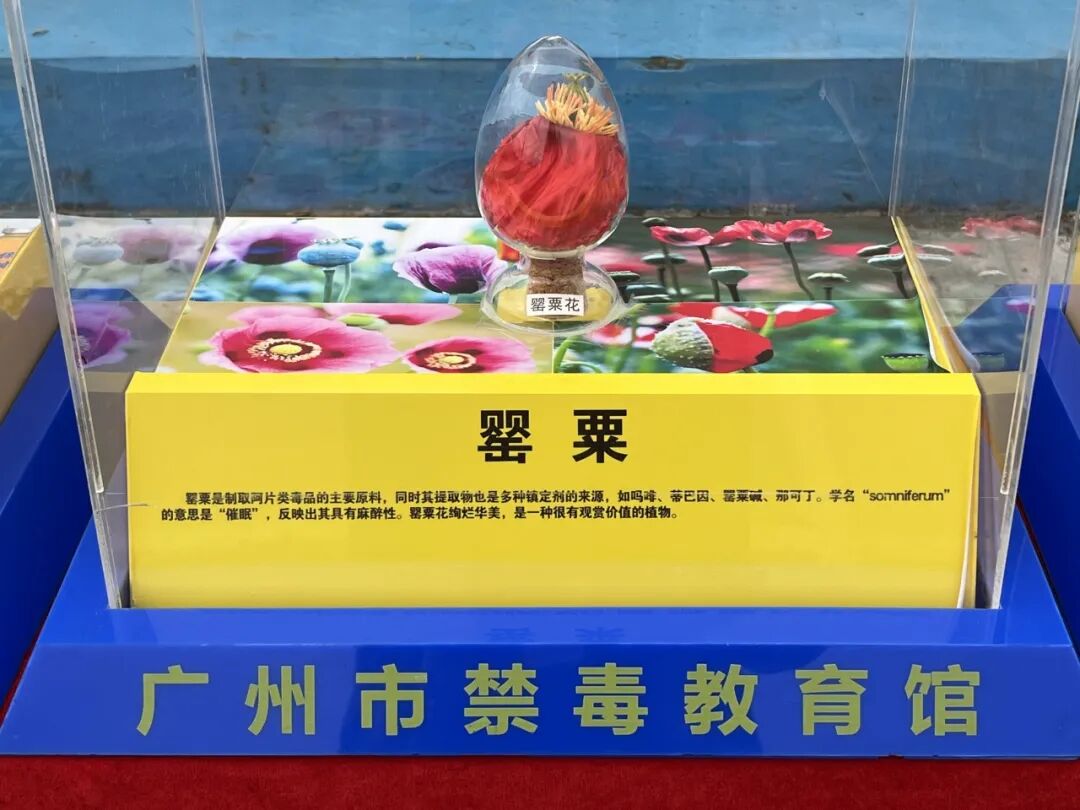 罂粟花
罂粟
罂粟是制取阿片类毒品的主要原料，同时其提取物也是多种镇定剂的来源，如吗啡、蒂巴因、罂粟碱、那可丁。学名“somniferum”
的意思是“催眠”，反映出其具有麻醉性。罂粟花绚烂华美，是一种很有观赏价值的植物。
广州市禁毒教育馆